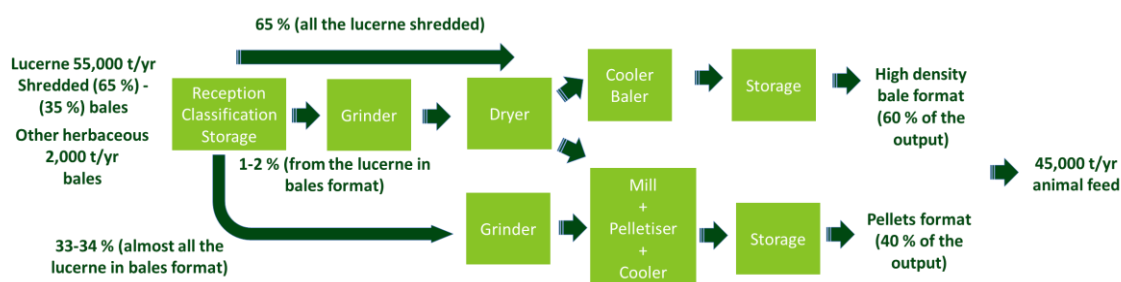 65 % (all the lucerne shredded)
Lucerne 55,000 t/yr
Shredded (65 %) -
(35 %) bales
Other herbaceous
2,000 t/yr
bales
Reception
Classification
Storage
Grinder
Dryer
Cooler
Baler
Storage
High density
bale format
(60 % of the
output)
1-2 % (from the lucerne in
bales format)
33-34 % (almost all the
lucerne in bales format)
Grinder
Mill
+
Pelletiser
+
Cooler
Storage
Pellets format
(40 % of the
output)
45,000 t/yr
animal feed